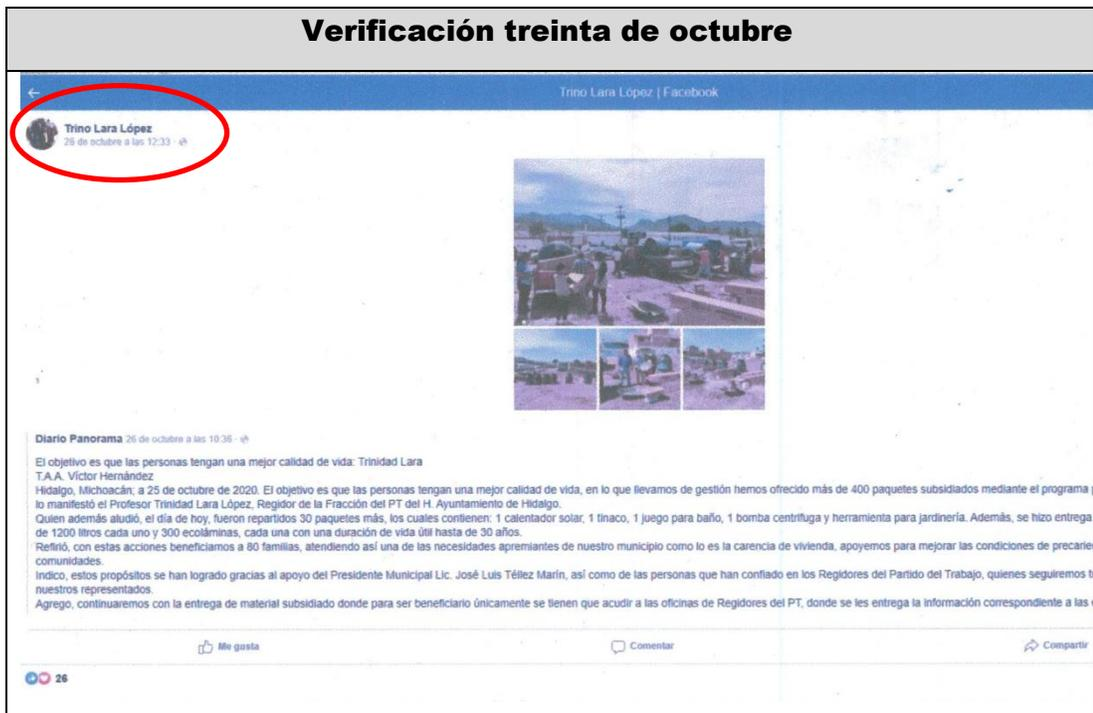 Verificación treinta de octubre
Trino Lara López | Facebook
Trino Lara López
26 de octubre a las 12:33
Diario Panorama 26 de octubre a las 10:36
El objetivo es que las personas tengan una mejor calidad de vida: Trinidad Lara
T.A.A. Víctor Hernández
Hidalgo, Michoacán; a 25 de octubre de 2020. El objetivo es que las personas tengan una mejor calidad de vida, en lo que llevamos de gestión hemos ofrecido más de 400 paquetes subsidiados mediante el programa
lo manifestó el Profesor Trinidad Lara López, Regidor de la Fracción del PT del H. Ayuntamiento de Hidalgo.
Quien además aludió, el día de hoy, fueron repartidos 30 paquetes más, los cuales contienen: 1 calentador solar, 1 tinaco, 1 juego para baño, 1 bomba centrifuga y herramienta para jardinería. Además, se hizo entrega
de 1200 litros cada uno y 300 ecoláminas, cada una con una duración de vida útil hasta de 30 años.
Refirió, con estas acciones beneficiamos a 80 familias, atendiendo así una de las necesidades apremiantes de nuestro municipio como lo es la carencia de vivienda, apoyemos para mejorar las condiciones de
comunidades.
Indico, estos propósitos se han logrado gracias al apoyo del Presidente Municipal Lic. José Luis Téllez Marín, así como de las personas que han confiado en los Regidores del Partido del Trabajo, quienes seguiremos
nuestros representados.
Agrego, continuaremos con la entrega de material subsidiado donde para ser beneficiario únicamente se tienen que acudir a las oficinas de Regidores del PT, donde se les entrega la información correspondiente a las
Me gusta
Comentar
Compartir
26